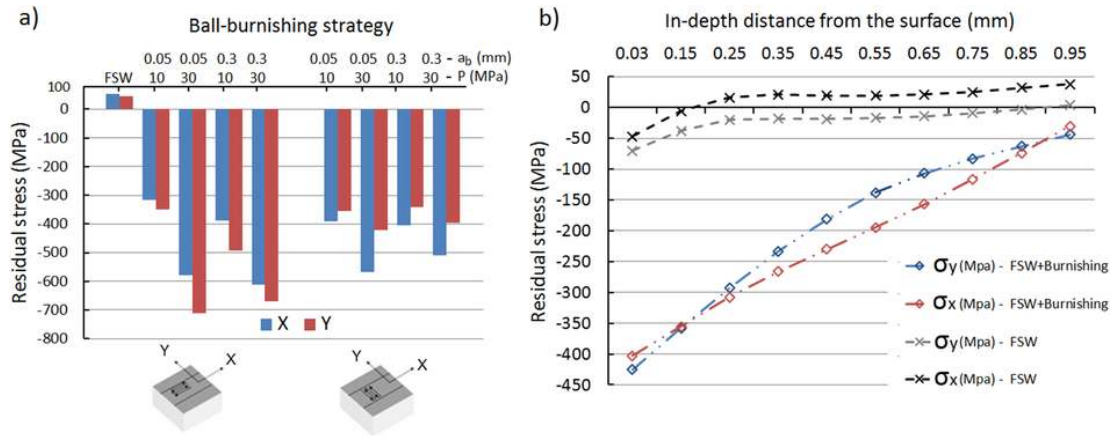 a)
Ball-burnishing strategy
0.05 0.05 0.3 0.3 0.05 0.05 0.3 0.3 - ab (mm)
FSW 10 30 10 30 10 30 10 30 - P (MPa)
100
0
-100
-200
-300
-400
-500
-600
-700
-800
Residual stress (MPa)
X Y
Y X
Y X
b)
In-depth distance from the surface (mm)
0.03 0.15 0.25 0.35 0.45 0.55 0.65 0.75 0.85 0.95
50
0
-50
-100
-150
-200
-250
-300
-350
-400
-450
Residual stress (MPa)
σy (Mpa) - FSW+Burnishing
σx (Mpa) - FSW+Burnishing
σy (Mpa) - FSW
σx (Mpa) - FSW